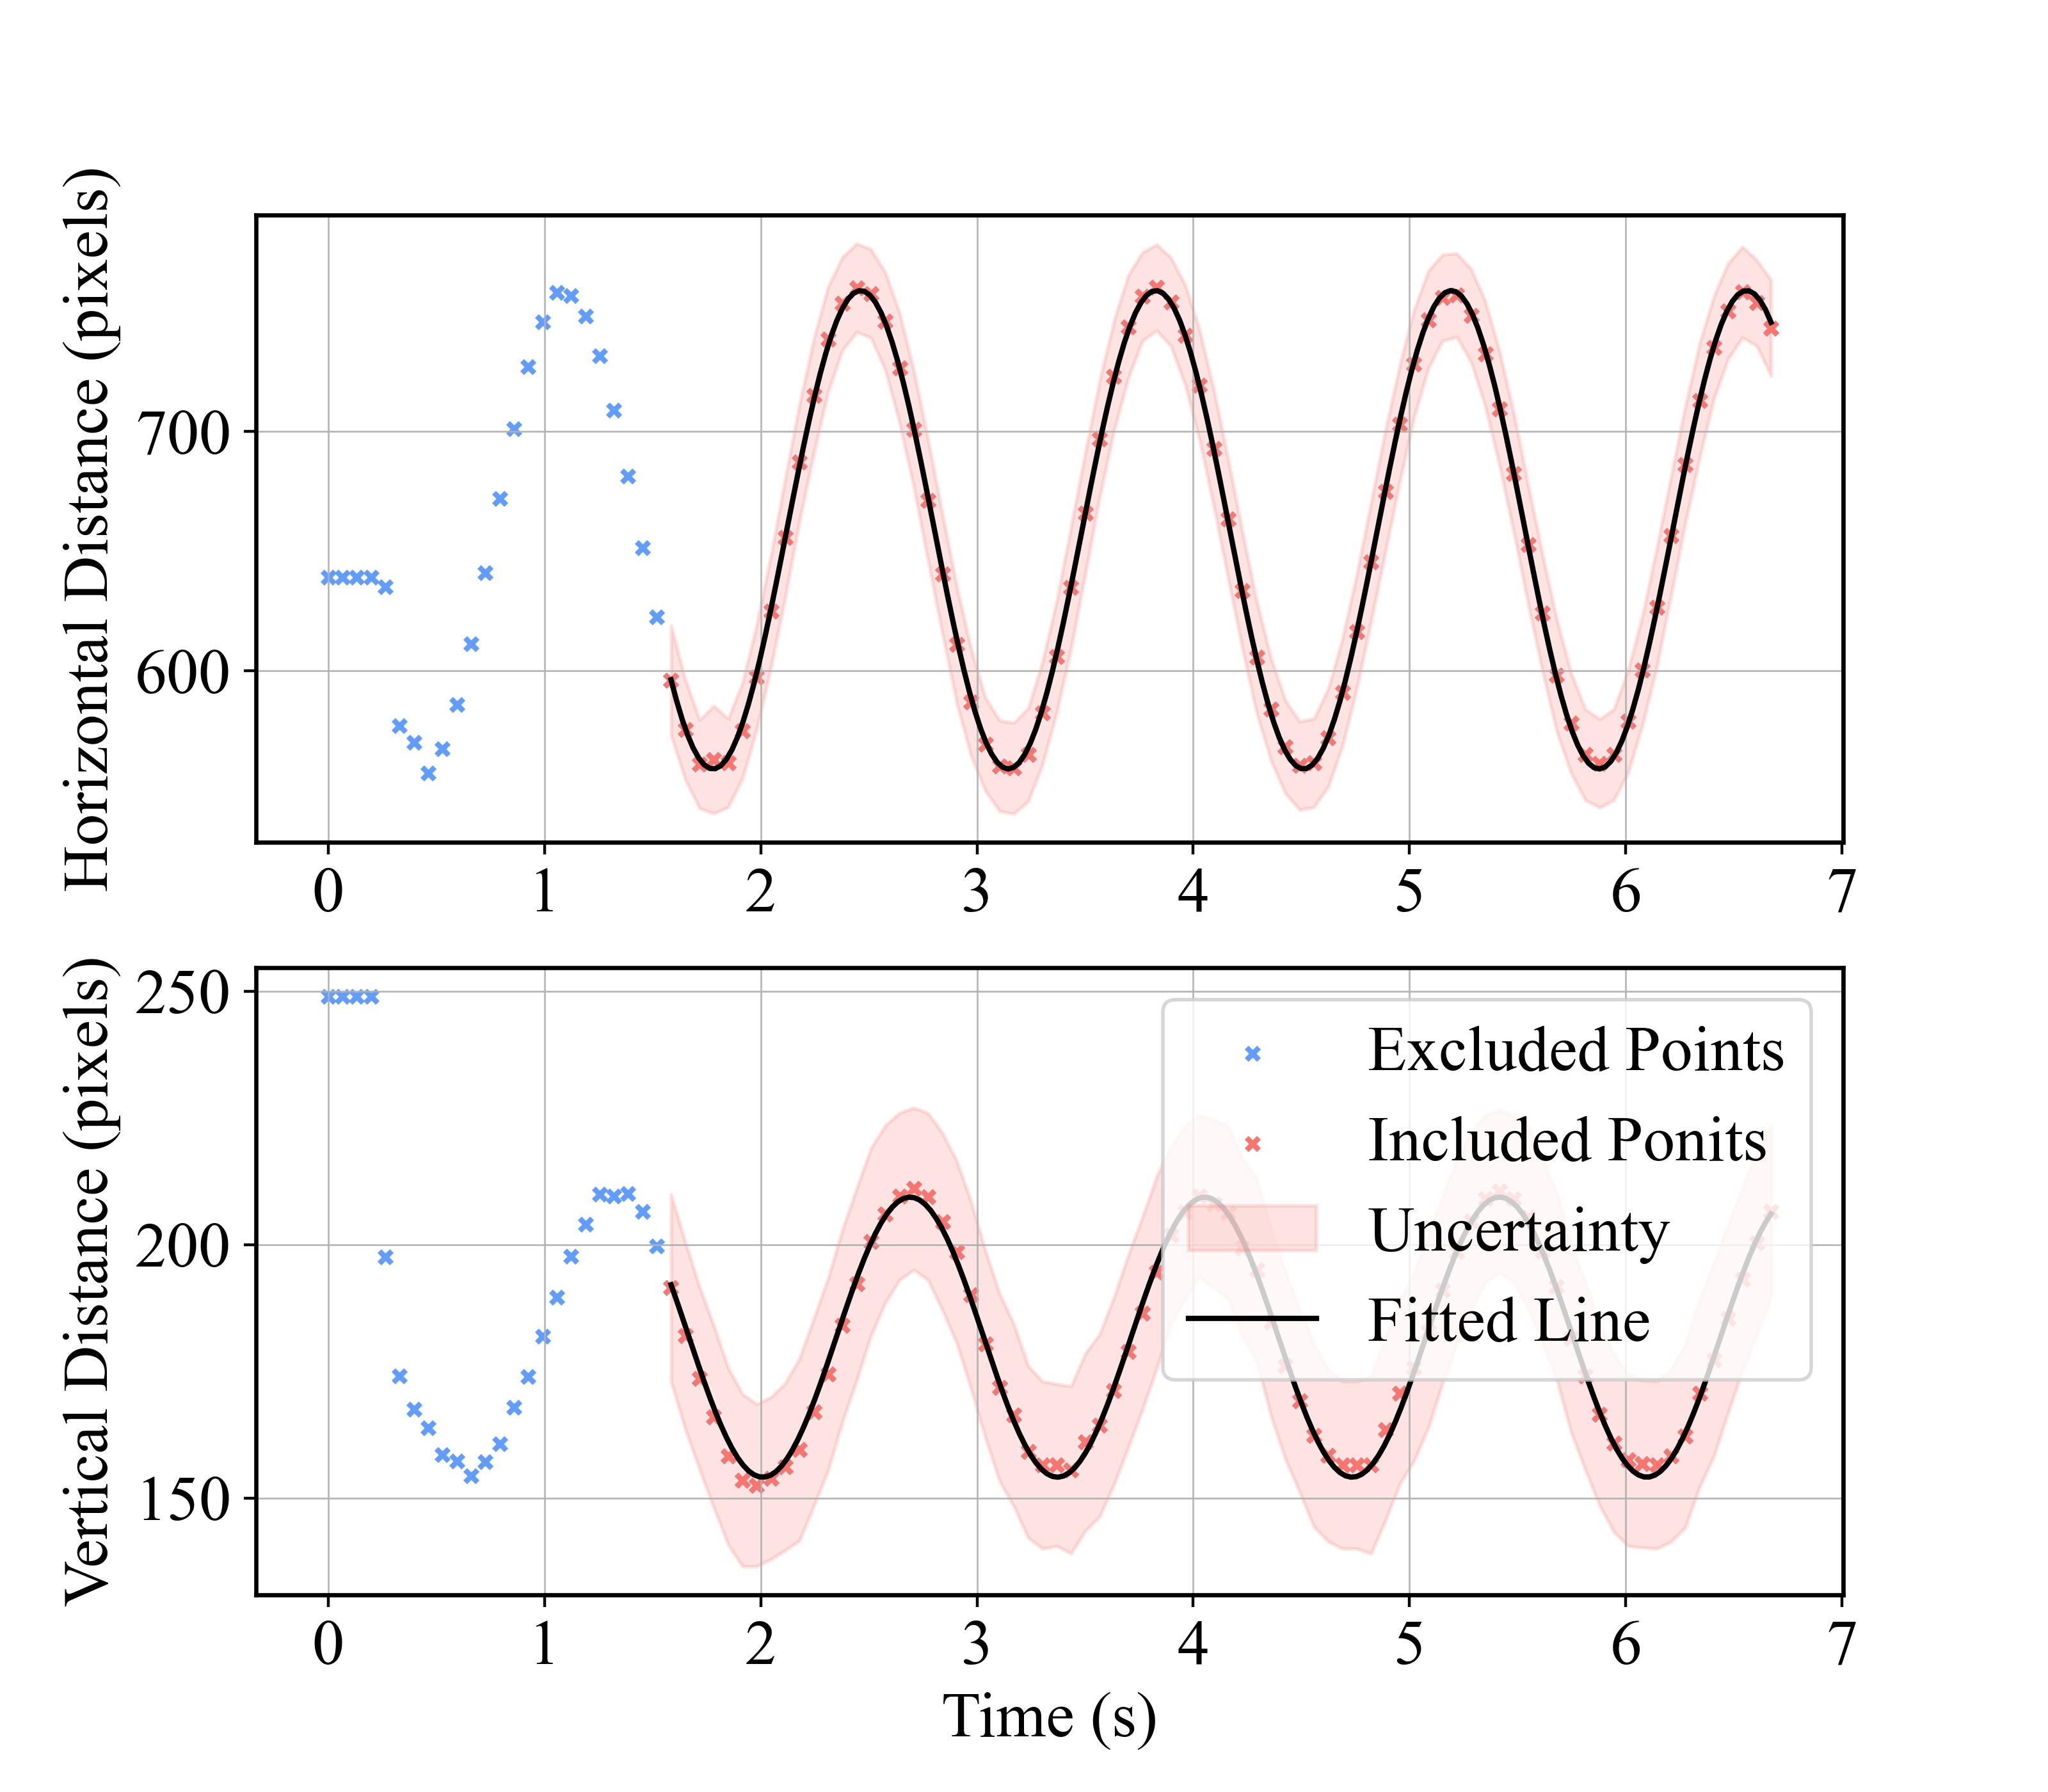 Horizontal Distance (pixels)
700
600
0 1 2 3 4 5 6 7
Vertical Distance (pixels)
250
200
150
Excluded Points
Included Ponits
Uncertainty
Fitted Line
0 1 2 3 4 5 6 7
Time (s)